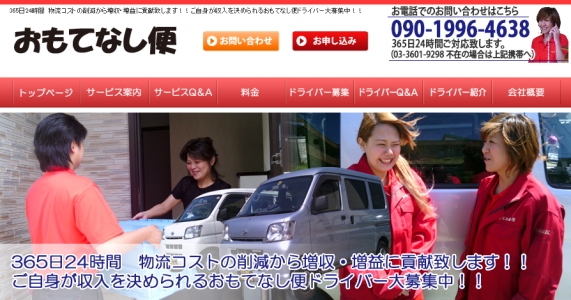 365日24時間 物流コストの削減から増収・増益に貢献致します！！ご自身が収入を決められるおもてなし便ドライバー大募集中！！
おもてなし便
お問い合わせ
お申し込み
お電話でのお問い合わせはこちら
090-1996-4638
365日24時間ご対応致します。
(03-3601-9298 不在の場合は上記携帯へ)
トップページ
サービス案内
サービスQ&A
料金
ドライバー募集
ドライバーQ&A
ドライバー紹介
会社概要
365日24時間 物流コストの削減から増収・増益に貢献致します！！
ご自身が収入を決められるおもてなし便ドライバー大募集中！！